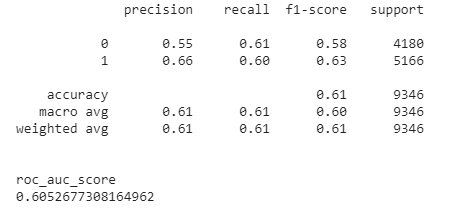 precision recall f1-score support
0 0.55 0.61 0.58 4180
1 0.66 0.60 0.63 5166
accuracy 0.61 9346
macro avg 0.61 0.61 0.60 9346
weighted avg 0.61 0.61 0.61 9346
roc_auc_score
0.6052677308164962